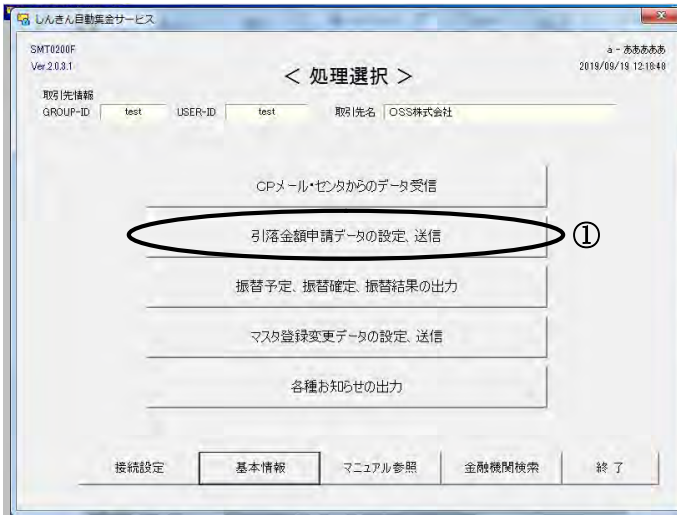 しんきん自動集金サービス
SMT0200F
a - あああああ
Ver.2.0.3.1
2019/09/19 12:18:48
< 処理選択 >
取引先情報
GROUP-ID test USER-ID test 取引先名 OSS株式会社
CPメール・センタからのデータ受信
引落金額申請データの設定、送信 ①
振替予定、振替確定、振替結果の出力
マスタ登録変更データの設定、送信
各種お知らせの出力
接続設定 基本情報 マニュアル参照 金融機関検索 終 了